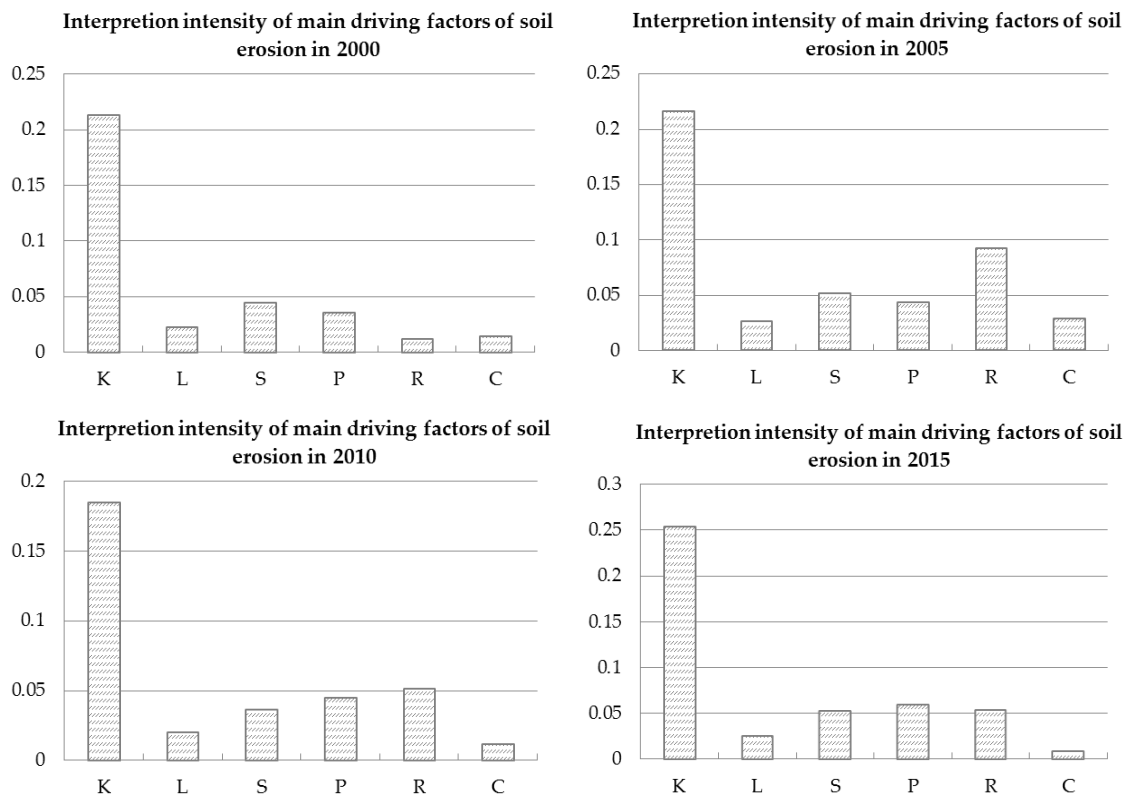 Interpretion intensity of main driving factors of soil
erosion in 2000
0.25
0.2
0.15
0.1
0.05
0
K L S P R C
Interpretion intensity of main driving factors of soil
erosion in 2005
0.25
0.2
0.15
0.1
0.05
0
K L S P R C
Interpretion intensity of main driving factors of soil
erosion in 2010
0.2
0.15
0.1
0.05
0
K L S P R C
Interpretion intensity of main driving factors of soil
erosion in 2015
0.3
0.25
0.2
0.15
0.1
0.05
0
K L S P R C